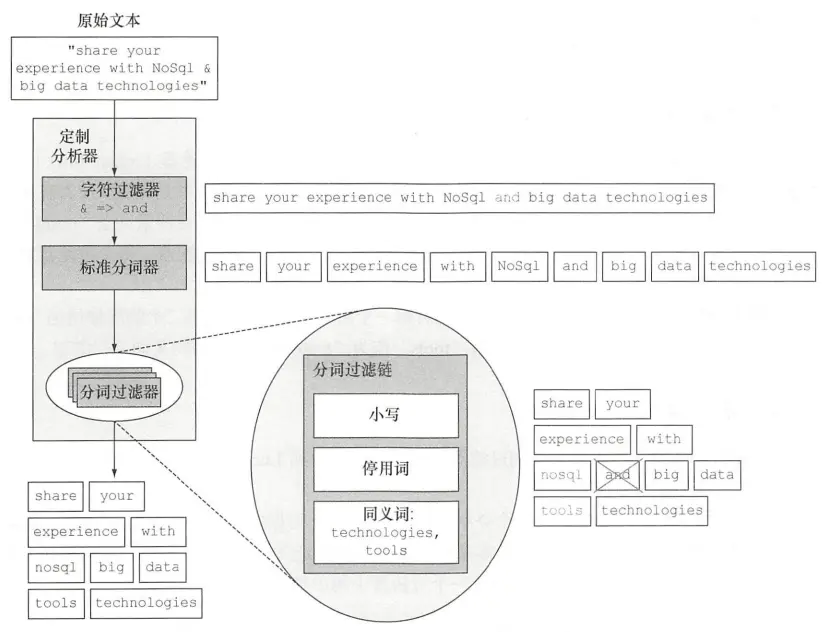 原始文本
"share your
experience with NoSql &
big data technologies"
定制
分析器
字符过滤器
& => and
share your experience with NoSql and big data technologies
标准分词器
share your experience with NoSql and big data technologies
分词过滤器
分词过滤链
小写
停用词
同义词:
technologies,
tools
share your
experience with
nosql and big data
tools technologies
share your
experience with
nosql big data
tools technologies